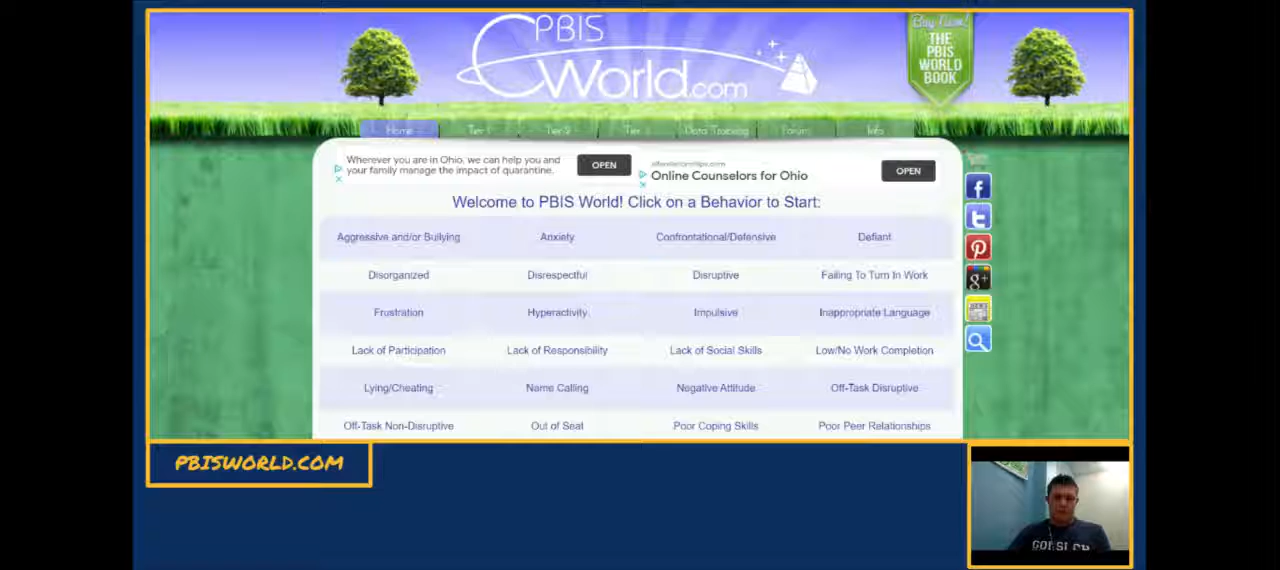 PBIS
World.com
Buy Now!
THE
PBIS
WORLD
BOOK
Home
Tier 1
Tier 2
Tier
Data Tracking
Forum
Info
Wherever you are in Ohio, we can help you and
your family manage the impact of quarantine.
OPEN
Online Counselors for Ohio
OPEN
Welcome to PBIS World! Click on a Behavior to Start:
Aggressive and/or Bullying
Anxiety
Confrontational/Defensive
Defiant
Disorganized
Disrespectful
Disruptive
Failing To Turn In Work
Frustration
Hyperactivity
Impulsive
Inappropriate Language
Lack of Participation
Lack of Responsibility
Lack of Social Skills
Low/No Work Completion
Lying/Cheating
Name Calling
Negative Attitude
Off-Task Disruptive
Off-Task Non-Disruptive
Out of Seat
Poor Coping Skills
Poor Peer Relationships
PBISWORLD.COM